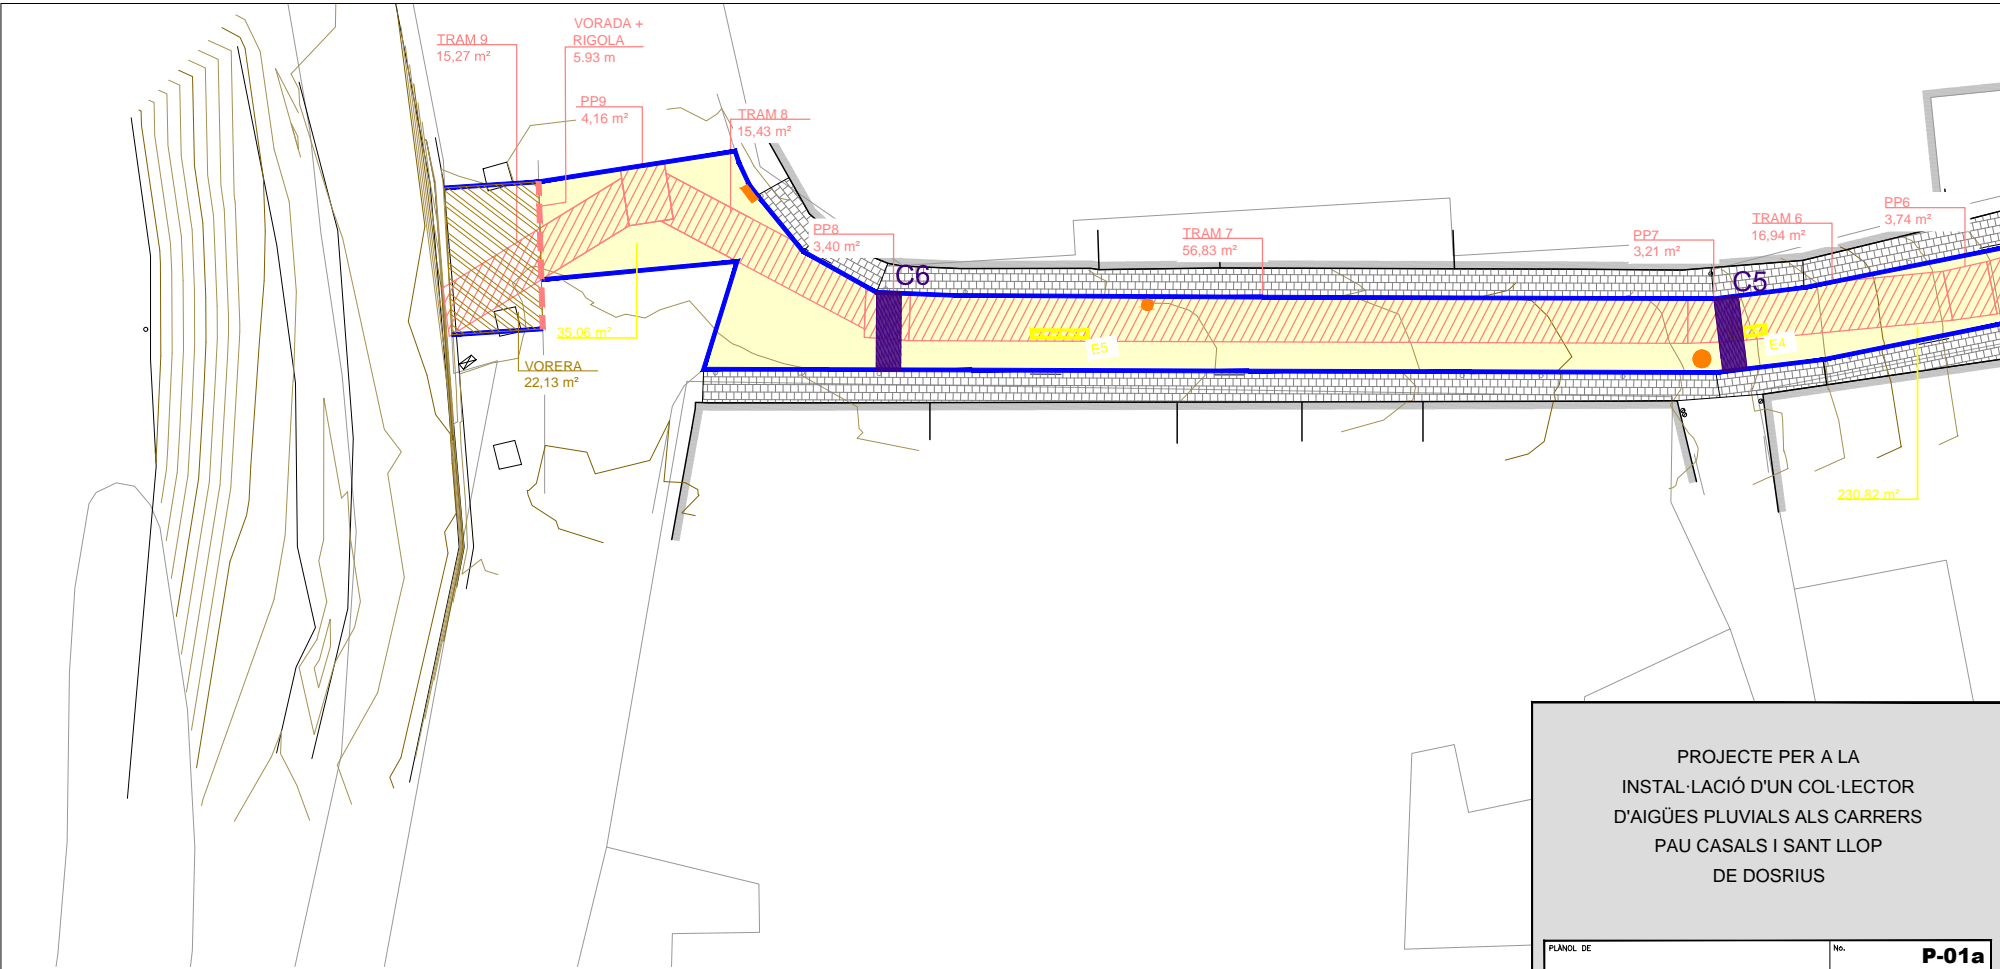 VORADA +
RIGOLA
5.93 m
TRAM 9
15,27 m²
PP9
4,16 m²
TRAM 8
15,43 m²
PP8
3,40 m²
C6
TRAM 7
56,83 m²
PP7
3,21 m²
C5
TRAM 6
16,94 m²
PP6
3,74 m²
35.06 m²
E5
E4
VORERA
22,13 m²
230,82 m²
PROJECTE PER A LA
INSTAL·LACIÓ D'UN COL·LECTOR
D'AIGÜES PLUVIALS ALS CARRERS
PAU CASALS I SANT LLOP
DE DOSRIUS
PLÀNOL DE
No.
P-01a